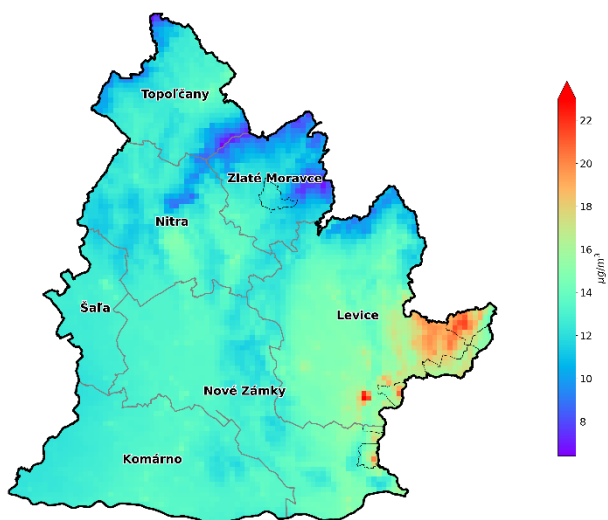 Topoľčany
Zlaté Moravce
Nitra
Šaľa
Levice
Nové Zámky
Komárno
22
20
18
16
14
12
10
8
μg/m³